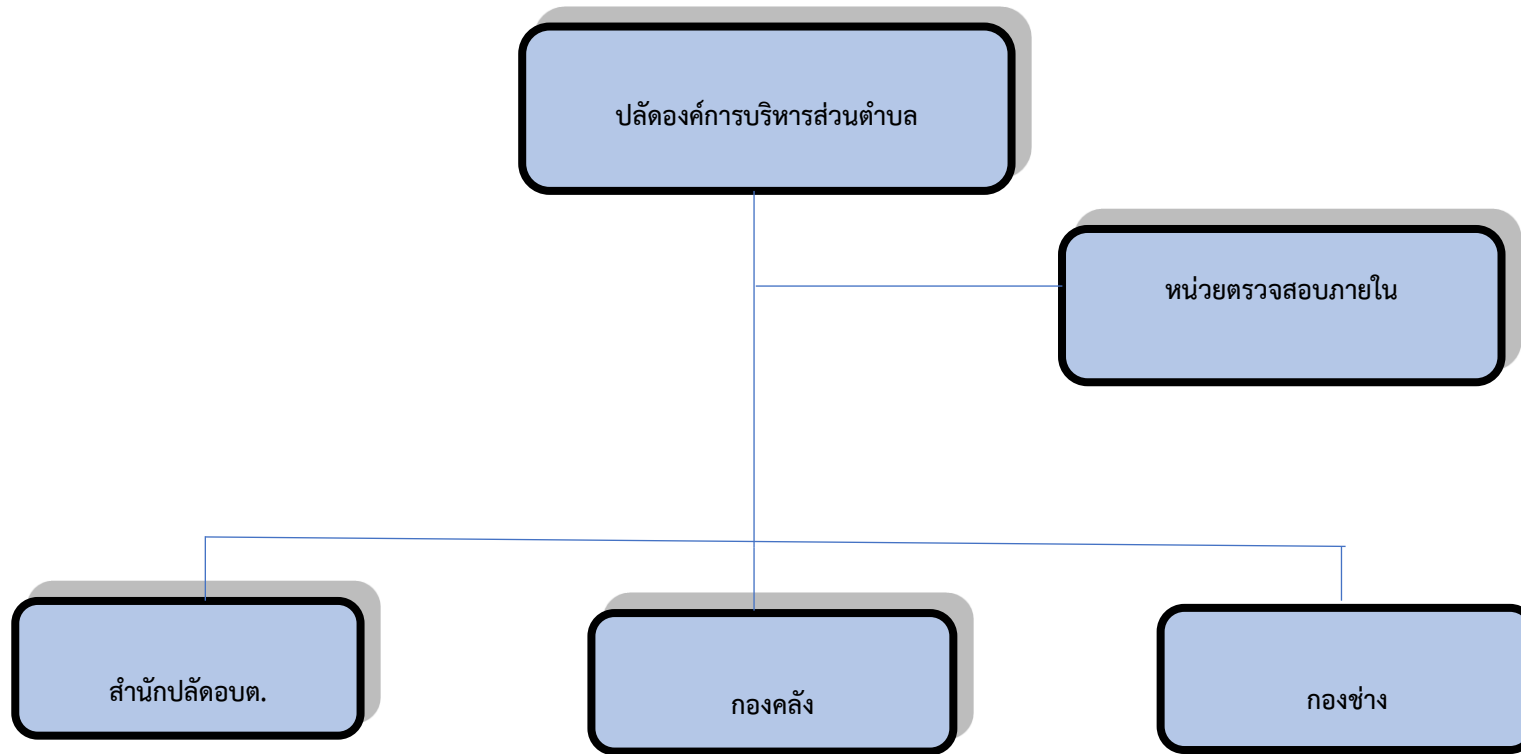 ปลัดองค์การบริหารส่วนตำบล
หน่วยตรวจสอบภายใน
สำนักปลัดอบต.
กองคลัง
กองช่าง